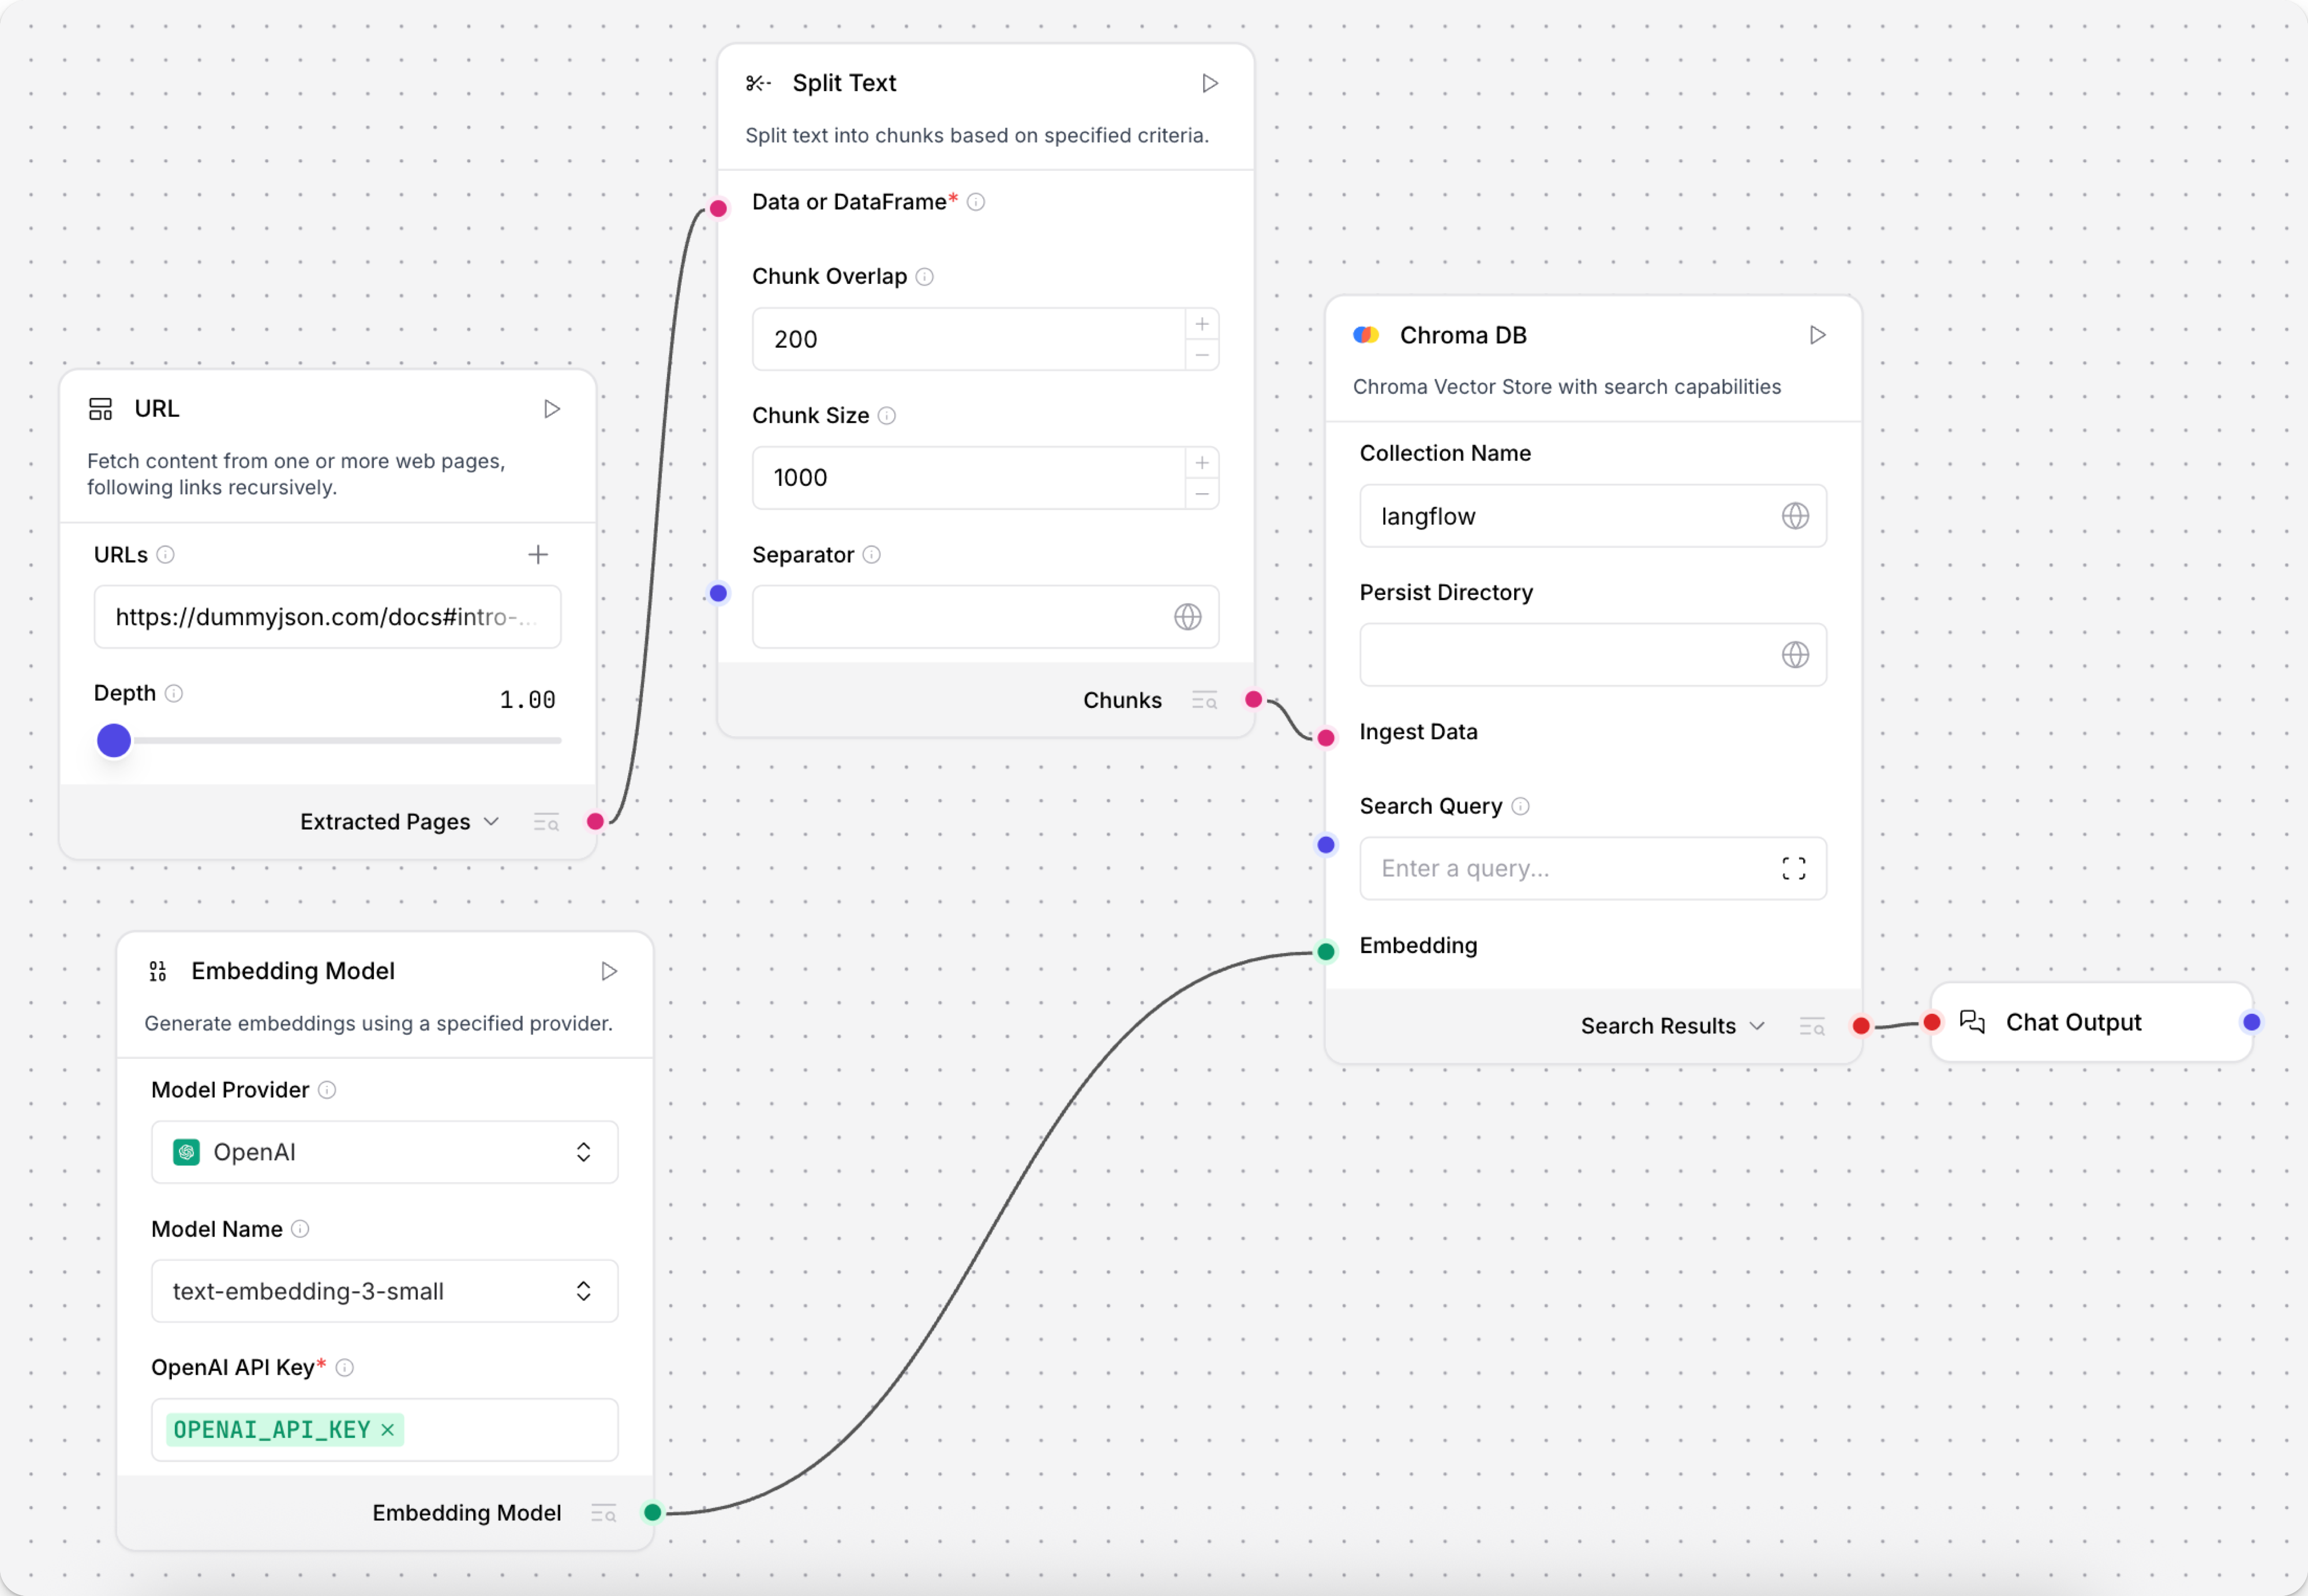 Split Text
Split text into chunks based on specified criteria.
Data or DataFrame*
Chunk Overlap
200
Chunk Size
1000
Separator
Chunks
URL
Fetch content from one or more web pages,
following links recursively.
URLs
https://dummyjson.com/docs#intro-...
Depth
1.00
Extracted Pages
Embedding Model
Generate embeddings using a specified provider.
Model Provider
OpenAI
Model Name
text-embedding-3-small
OpenAI API Key*
OPENAI_API_KEY
Embedding Model
Chroma DB
Chroma Vector Store with search capabilities
Collection Name
langflow
Persist Directory
Ingest Data
Search Query
Enter a query...
Embedding
Search Results
Chat Output